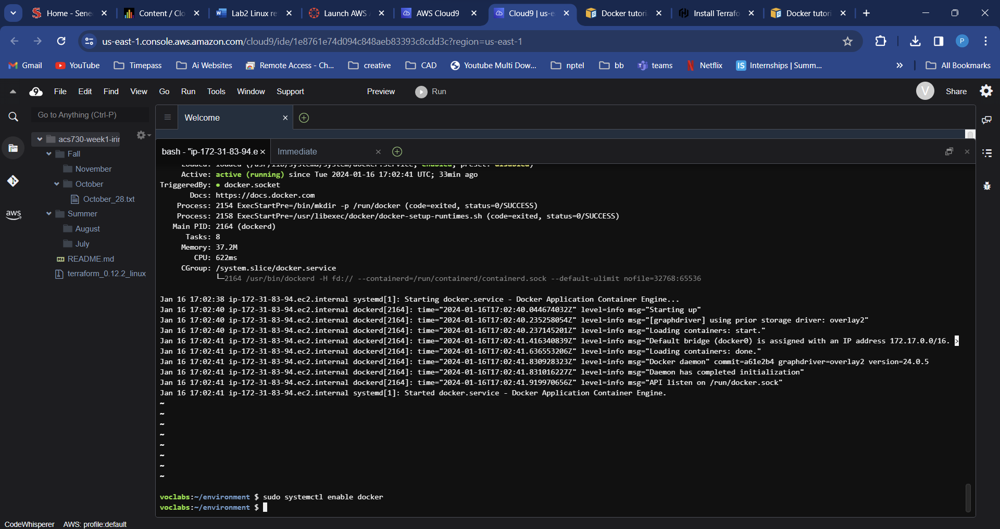 Home - Sene
Content / Clo
Lab2 Linux re
Launch AWS
AWS Cloud9
Cloud9 | us-e
Docker tutori
Install Terrafo
Docker tutori
us-east-1.console.aws.amazon.com/cloud9/ide/1e8761e74d094c848aeb83393c8cdd3c?region=us-east-1
P
Gmail
YouTube
Timepass
Ai Websites
Remote Access - Ch...
creative
CAD
Youtube Multi Dow...
nptel
bb
teams
Netflix
IS
Internships | Summ...
All Bookmarks
9
File Edit Find View Go Run Tools Window Support Preview Run
V
Share
Go to Anything (Ctrl-P)
Welcome
acs730-week1-irir
Fall
November
October
October_28.txt
Summer
August
July
README.md
terraform_0.12.2_linux
aws
bash - "ip-172-31-83-94.e
Immediate
Active: active (running) since Tue 2024-01-16 17:02:41 UTC; 33min ago
TriggeredBy: ● docker.socket
Docs: https://docs.docker.com
Process: 2154 ExecStartPre=/bin/mkdir -p /run/docker (code=exited, status=0/SUCCESS)
Process: 2158 ExecStartPre=/usr/libexec/docker/docker-setup-runtimes.sh (code=exited, status=0/SUCCESS)
Main PID: 2164 (dockerd)
Tasks: 8
Memory: 37.2M
CPU: 622ms
CGroup: /system.slice/docker.service
└─2164 /usr/bin/dockerd -H fd:// --containerd=/run/containerd/containerd.sock --default-ulimit nofile=32768:65536
Jan 16 17:02:38 ip-172-31-83-94.ec2.internal systemd[1]: Starting docker.service - Docker Application Container Engine...
Jan 16 17:02:40 ip-172-31-83-94.ec2.internal dockerd[2164]: time="2024-01-16T17:02:40.044674032Z" level=info msg="Starting up"
Jan 16 17:02:40 ip-172-31-83-94.ec2.internal dockerd[2164]: time="2024-01-16T17:02:40.235258054Z" level=info msg="[graphdriver] using prior storage driver: overlay2"
Jan 16 17:02:40 ip-172-31-83-94.ec2.internal dockerd[2164]: time="2024-01-16T17:02:40.237145201Z" level=info msg="Loading containers: start."
Jan 16 17:02:41 ip-172-31-83-94.ec2.internal dockerd[2164]: time="2024-01-16T17:02:41.416340839Z" level=info msg="Default bridge (docker0) is assigned with an IP address 172.17.0.0/16. >
Jan 16 17:02:41 ip-172-31-83-94.ec2.internal dockerd[2164]: time="2024-01-16T17:02:41.636553206Z" level=info msg="Loading containers: done."
Jan 16 17:02:41 ip-172-31-83-94.ec2.internal dockerd[2164]: time="2024-01-16T17:02:41.830928323Z" level=info msg="Docker daemon" commit=a61e2b4 graphdriver=overlay2 version=24.0.5
Jan 16 17:02:41 ip-172-31-83-94.ec2.internal dockerd[2164]: time="2024-01-16T17:02:41.831016227Z" level=info msg="Daemon has completed initialization"
Jan 16 17:02:41 ip-172-31-83-94.ec2.internal dockerd[2164]: time="2024-01-16T17:02:41.919970656Z" level=info msg="API listen on /run/docker.sock"
Jan 16 17:02:41 ip-172-31-83-94.ec2.internal systemd[1]: Started docker.service - Docker Application Container Engine.
~
~
~
~
~
~
~
~
voclabs:~/environment $ sudo systemctl enable docker
voclabs:~/environment $
CodeWhisperer AWS: profile:default